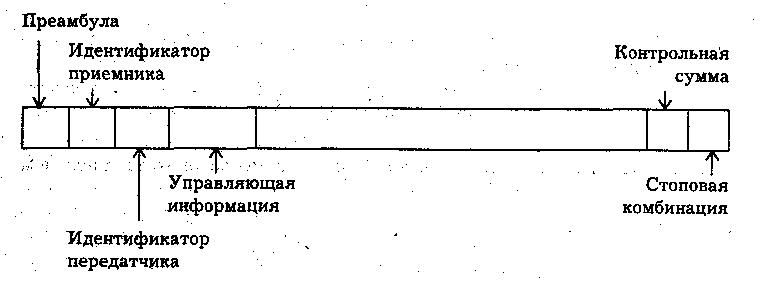 Преамбула
Идентификатор
приемника
Контрольная
сумма
Управляющая
информация
Стоповая
комбинация
Идентификатор
передатчика